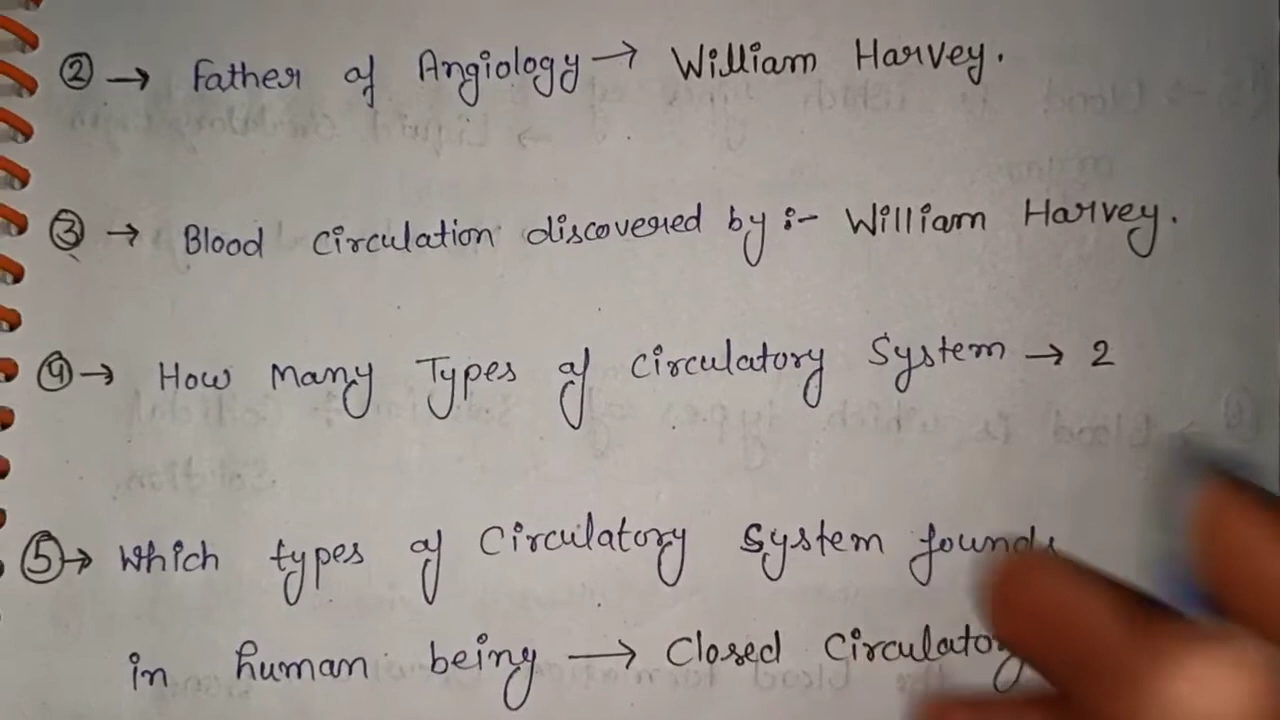 ② → Father of Angiology → William Harvey.
③ → Blood circulation discovered by :- William Harvey.
④ → How Many Types of circulatory System → 2
⑤ → Which types of Circulatory System found
in human being → Closed Circulatory